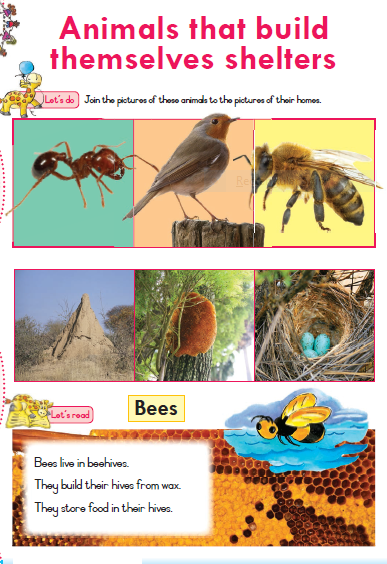 Animals that build
themselves shelters
Let's do
Join the pictures of these animals to the pictures of their homes.
Let's read
Bees
Bees live in beehives.
They build their hives from wax.
They store food in their hives.